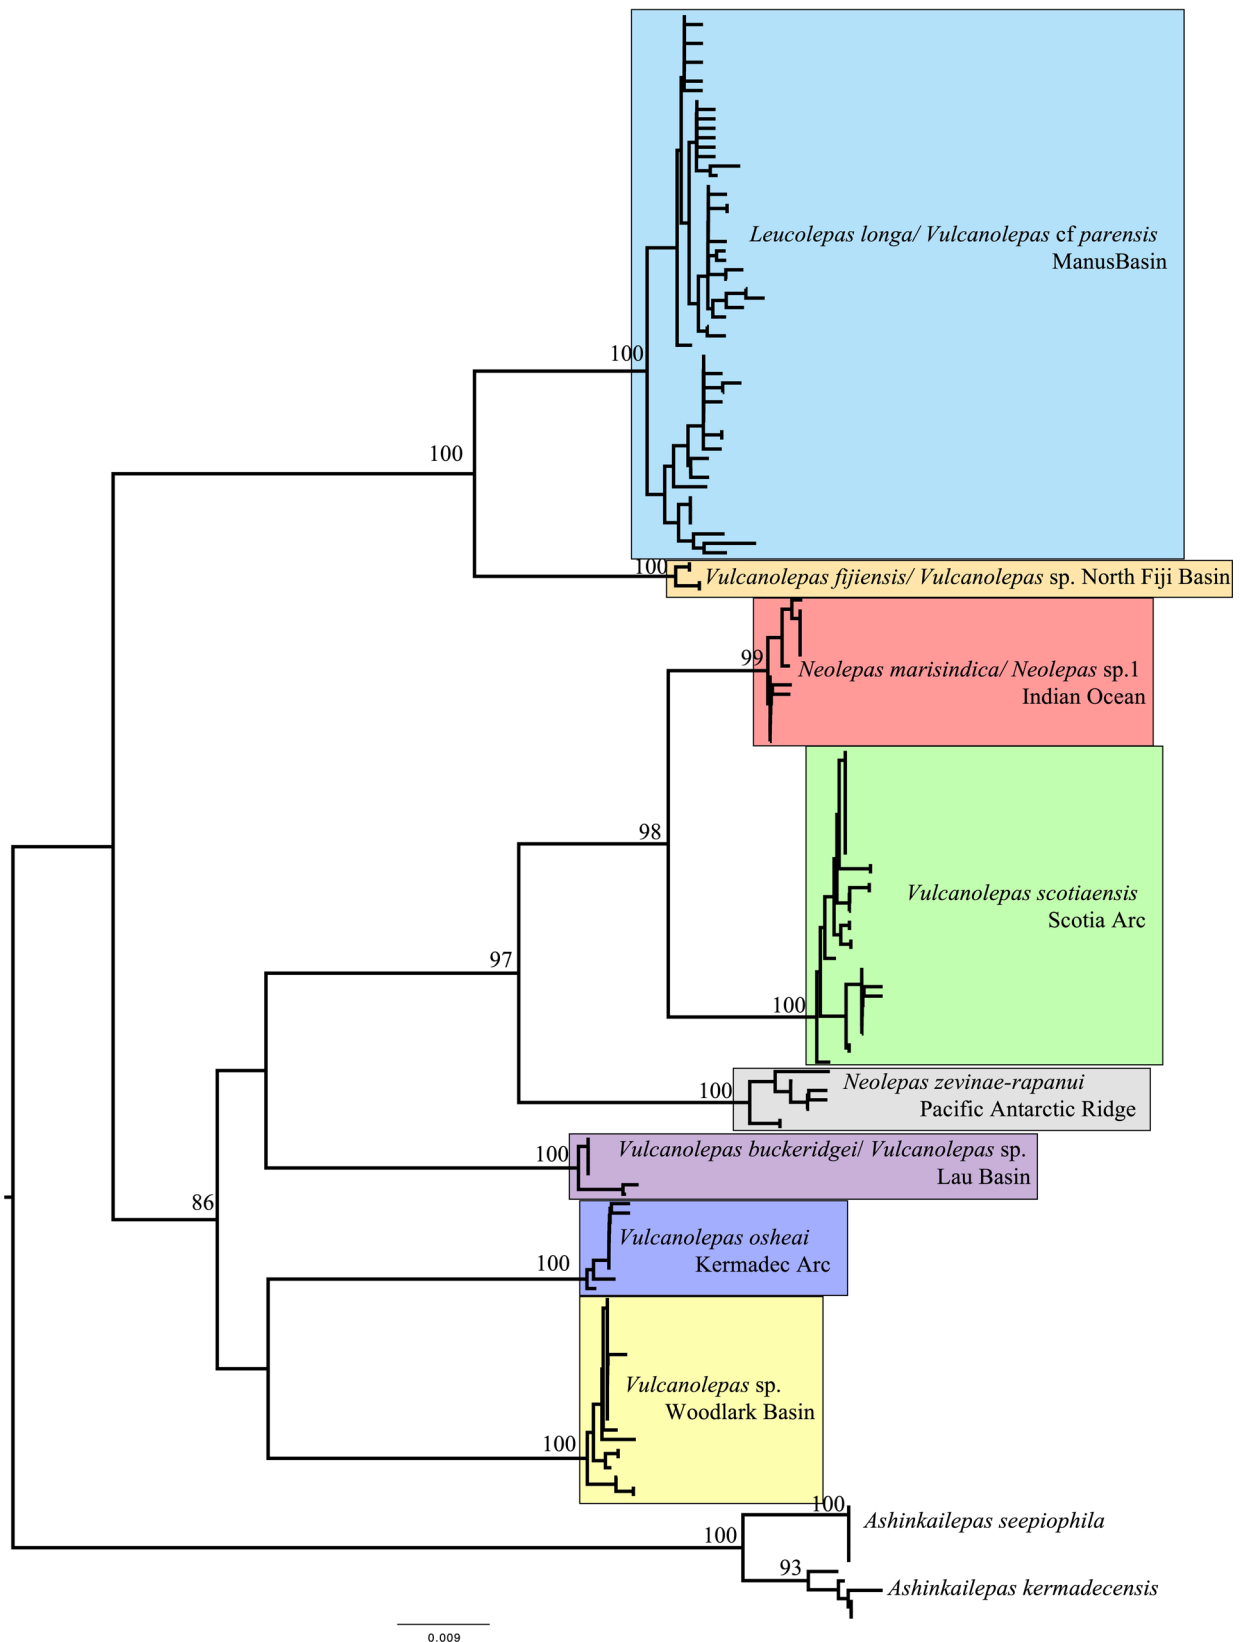 Leucolepas longa/ Vulcanolepas cf parensis
ManusBasin
100
100
100
Vulcanolepas fijiensis/ Vulcanolepas sp. North Fiji Basin
99
Neolepas marisindica/ Neolepas sp.1
Indian Ocean
98
Vulcanolepas scotiaensis
Scotia Arc
97
100
Neolepas zevinae-rapanui
100
Pacific Antarctic Ridge
Vulcanolepas buckeridgei/ Vulcanolepas sp.
100
Lau Basin
86
Vulcanolepas osheai
100
Kermadec Arc
Vulcanolepas sp.
Woodlark Basin
100
100
Ashinkailepas seepiophila
100
93
Ashinkailepas kermadecensis
0.009